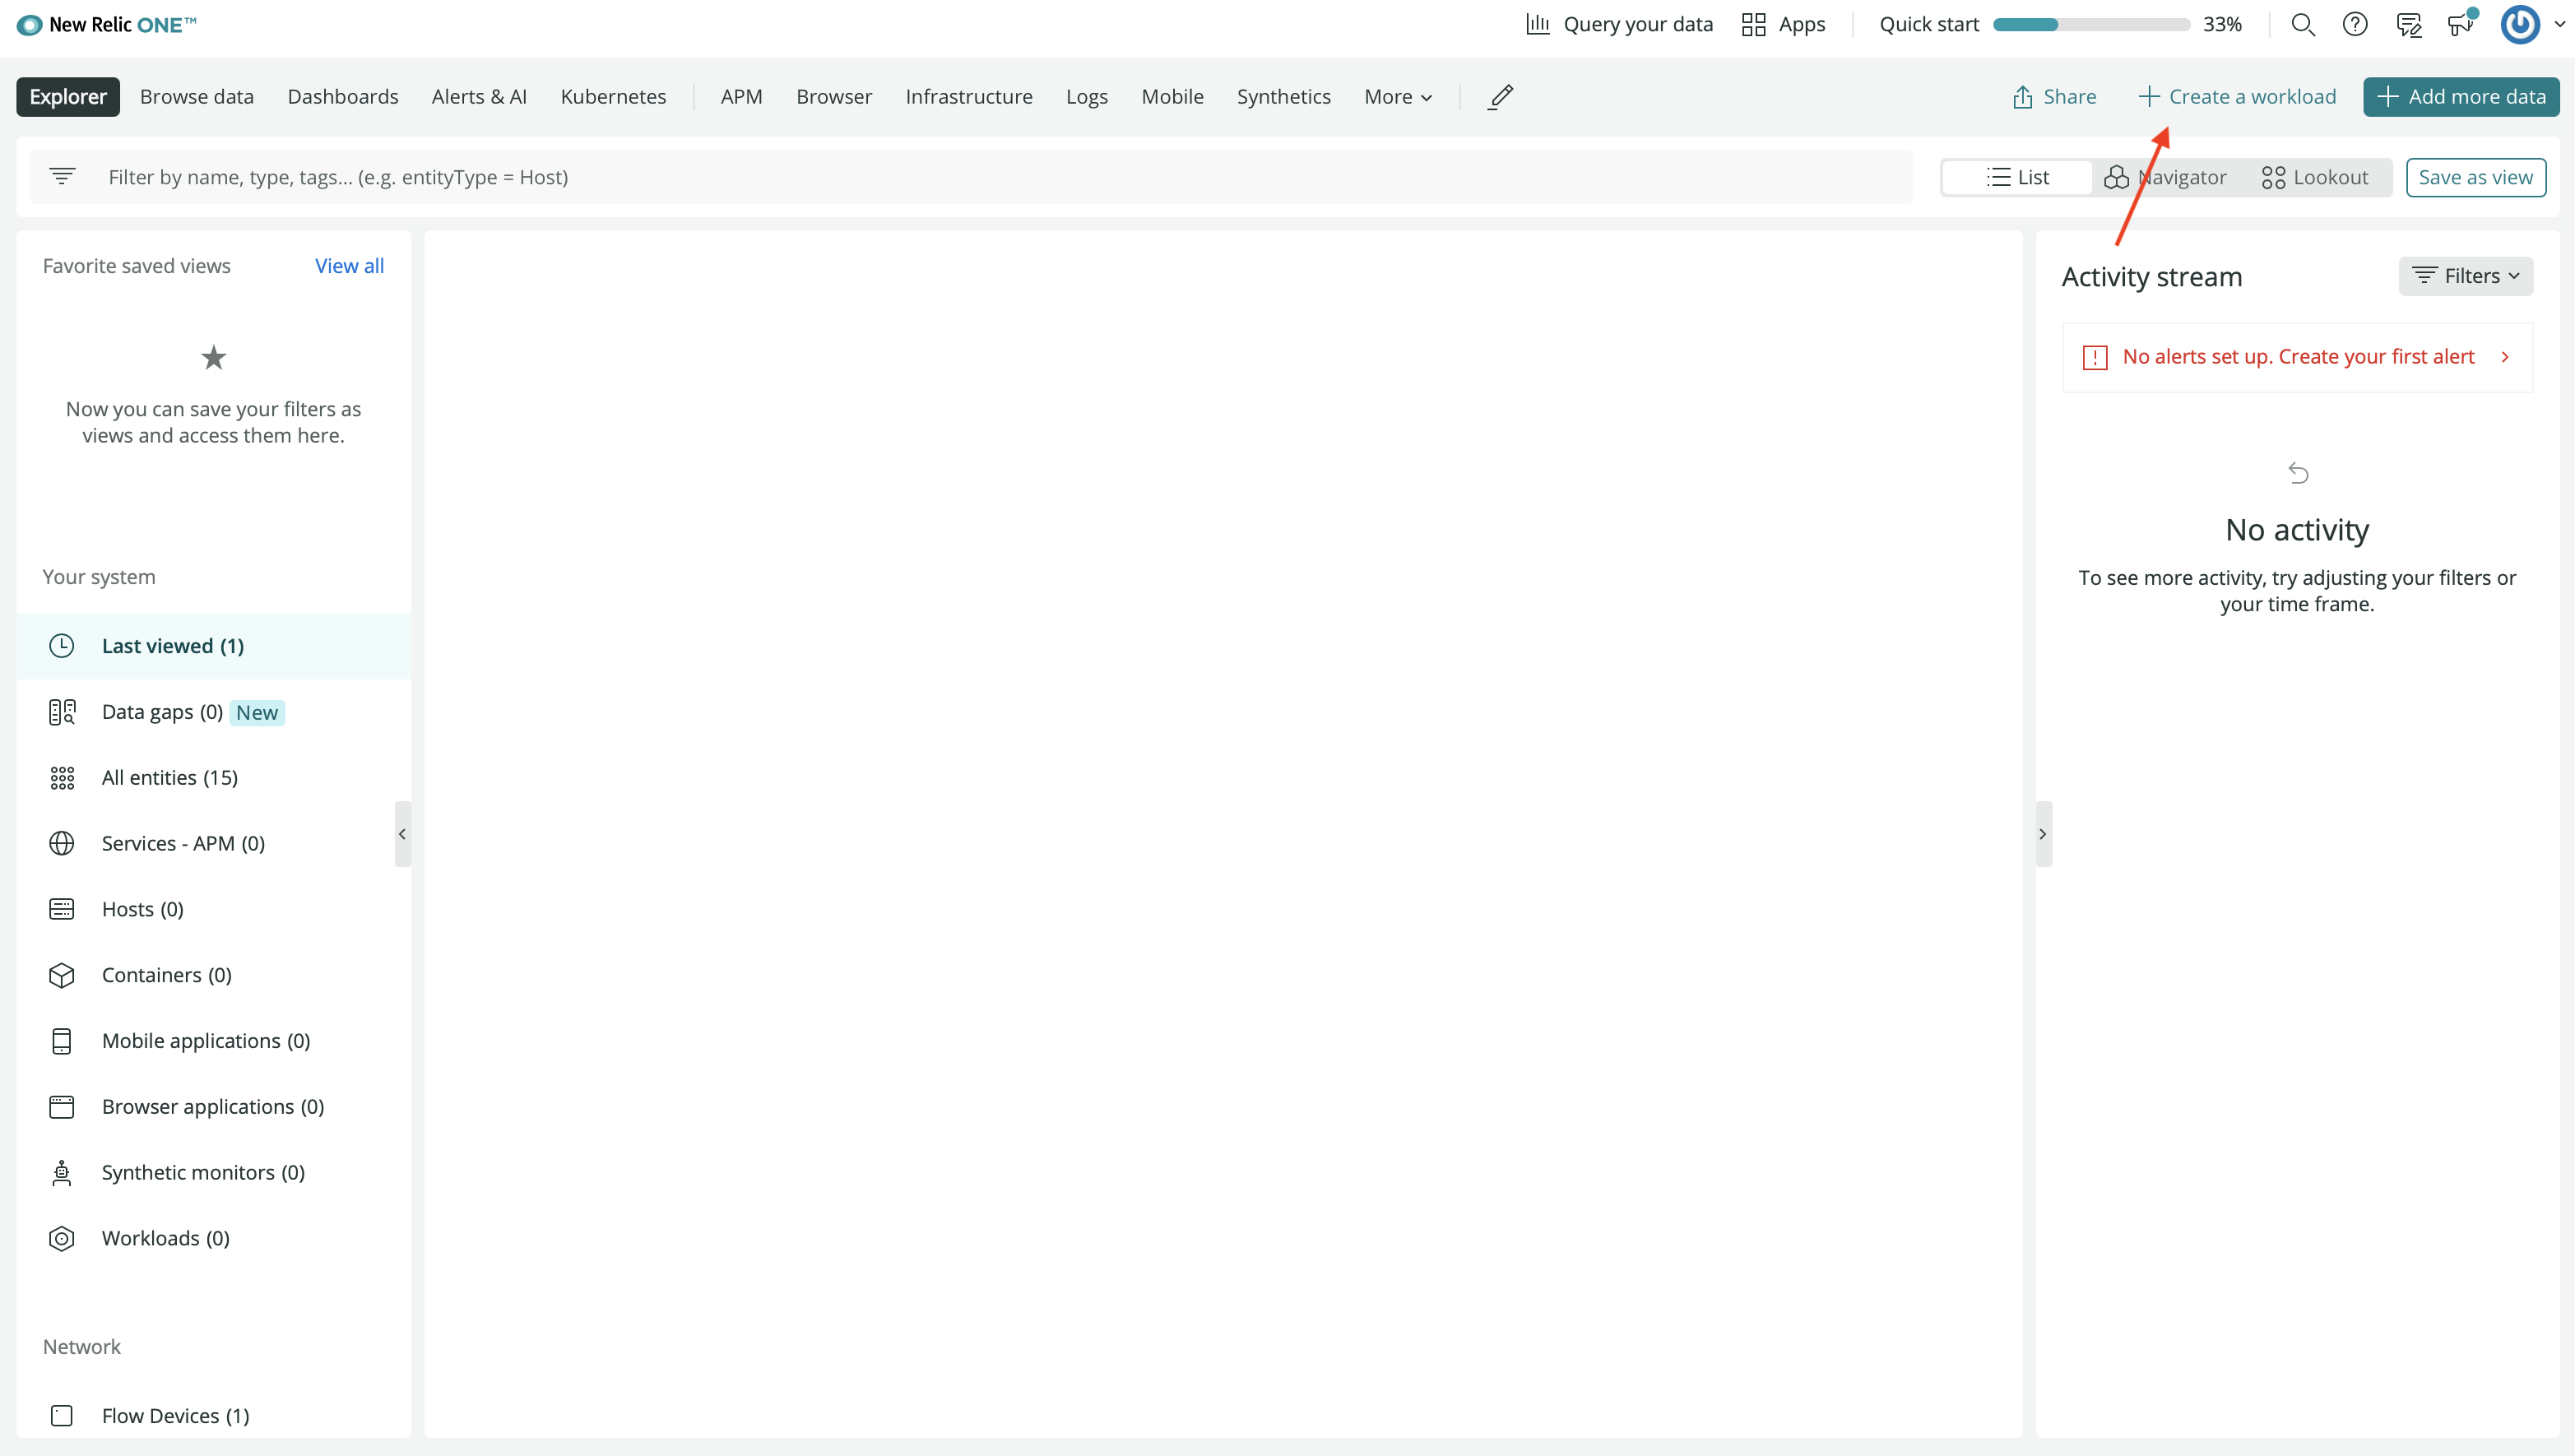 New Relic ONE™
Query your data
Apps
Quick start
33%
Explorer
Browse data
Dashboards
Alerts & AI
Kubernetes
APM
Browser
Infrastructure
Logs
Mobile
Synthetics
More
Share
Create a workload
Add more data
Filter by name, type, tags... (e.g. entityType = Host)
List
Navigator
Lookout
Save as view
Favorite saved views
View all
Now you can save your filters as
views and access them here.
Your system
Last viewed (1)
Data gaps (0) New
All entities (15)
Services - APM (0)
Hosts (0)
Containers (0)
Mobile applications (0)
Browser applications (0)
Synthetic monitors (0)
Workloads (0)
Network
Flow Devices (1)
Activity stream
Filters
No alerts set up. Create your first alert
No activity
To see more activity, try adjusting your filters or
your time frame.